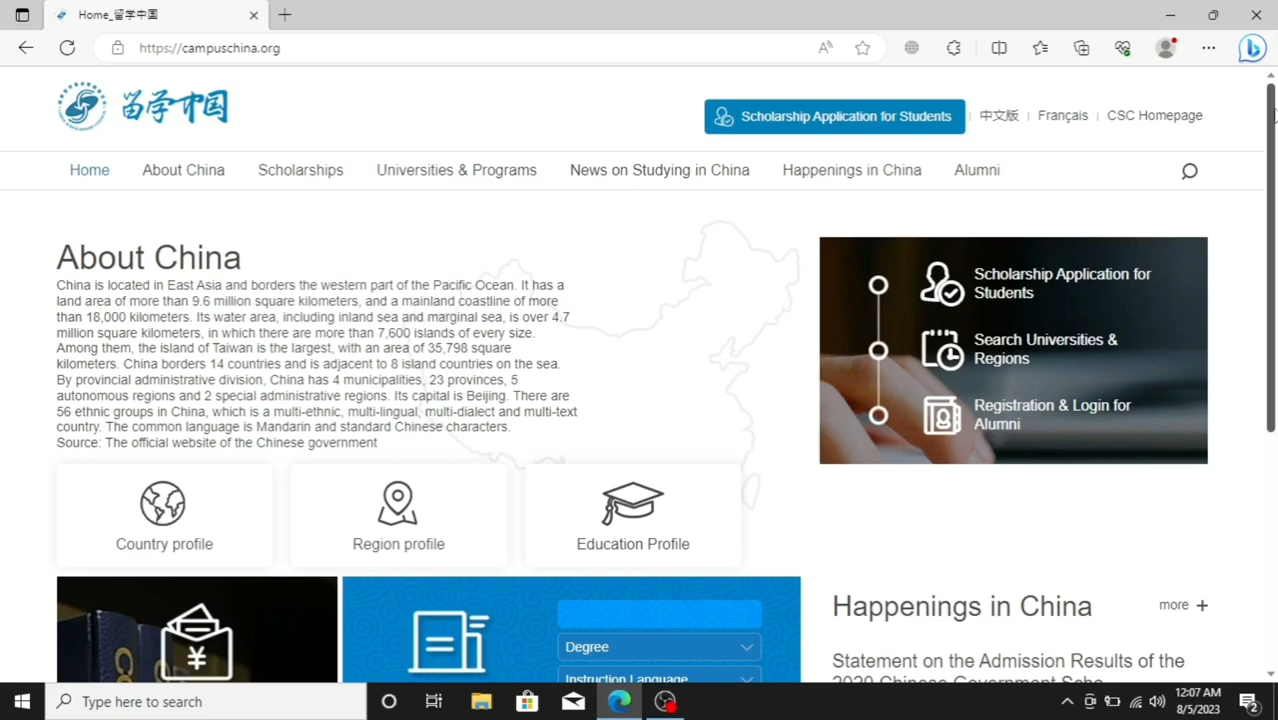 Home_留学中国
https://campuschina.org
留学中国
Scholarship Application for Students
中文版
Français
CSC Homepage
Home
About China
Scholarships
Universities & Programs
News on Studying in China
Happenings in China
Alumni
About China
China is located in East Asia and borders the western part of the Pacific Ocean. It has a
land area of more than 9.6 million square kilometers, and a mainland coastline of more
than 18,000 kilometers. Its water area, including inland sea and marginal sea, is over 4.7
million square kilometers, in which there are more than 7,600 islands of every size.
Among them, the island of Taiwan is the largest, with an area of 35,798 square
kilometers. China borders 14 countries and is adjacent to 8 island countries on the sea.
By provincial administrative division, China has 4 municipalities, 23 provinces, 5
autonomous regions and 2 special administrative regions. Its capital is Beijing. There are
56 ethnic groups in China, which is a multi-ethnic, multi-lingual, multi-dialect and multi-text
country. The common language is Mandarin and standard Chinese characters.
Source: The official website of the Chinese government
Scholarship Application for
Students
Search Universities &
Regions
Registration & Login for
Alumni
Country profile
Region profile
Education Profile
Degree
Instruction Language
Happenings in China
more +
Statement on the Admission Results of the
2020 Chinese Government Scho
Type here to search
12:07 AM
8/5/2023
2